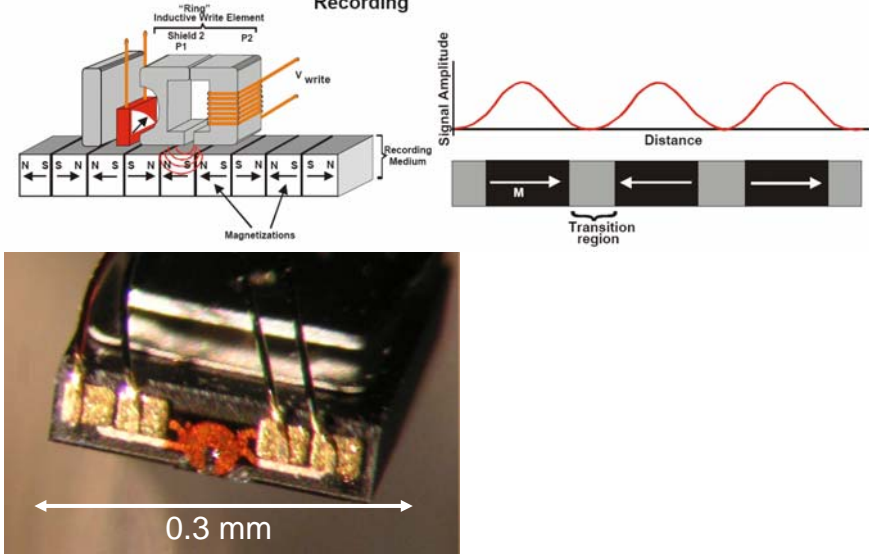 Recording
“Ring”
Inductive Write Element
Shield 2
P1
P2
V write
N S S N N S S N N S S N N S S N
Recording
Medium
Magnetizations
Signal Amplitude
Distance
M
Transition
region
0.3 mm